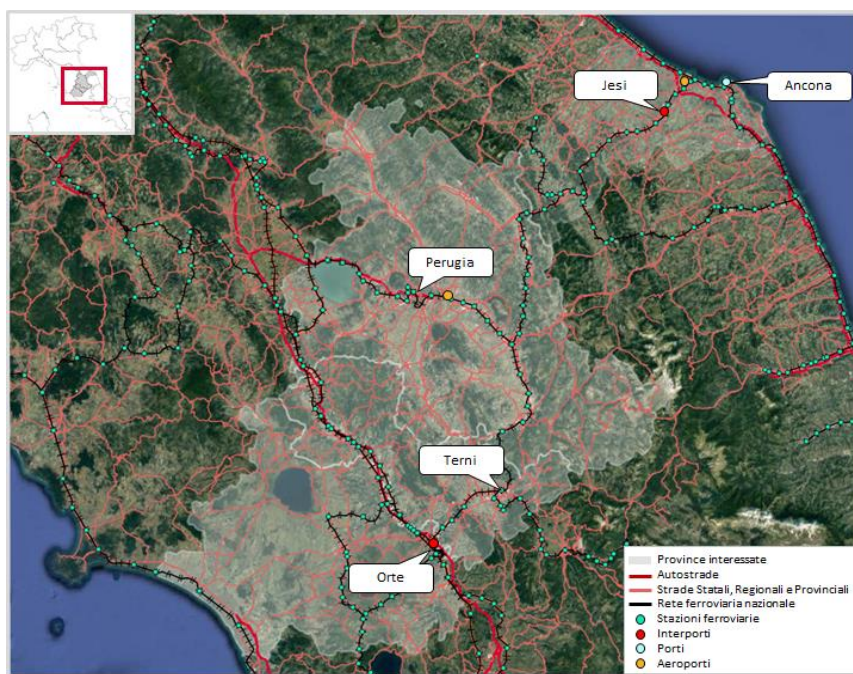 Jesi
Ancona
Perugia
Terni
Orte
Province interessate
Autostrade
Strade Statali, Regionali e Provinciali
Rete ferroviaria nazionale
Stazioni ferroviarie
Interporti
Porti
Aeroporti